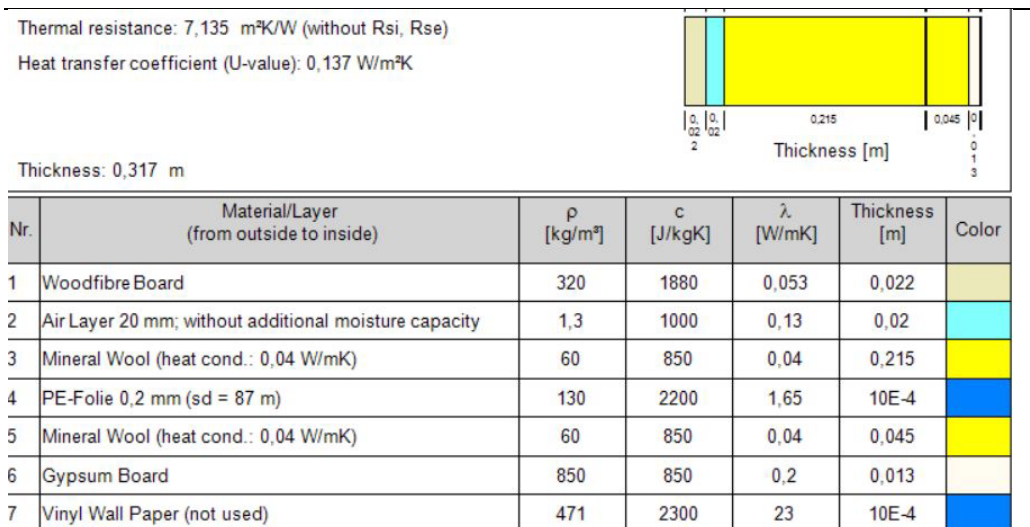 Thermal resistance: 7,135 m²K/W (without Rsi, Rse)
Heat transfer coefficient (U-value): 0,137 W/m²K
0,022 0,02 0,215 0,045 0,013
Thickness [m]
Thickness: 0,317 m
Nr. Material/Layer (from outside to inside) ρ [kg/m³] c [J/kgK] λ [W/mK] Thickness [m] Color
1 Woodfibre Board 320 1880 0,053 0,022
2 Air Layer 20 mm; without additional moisture capacity 1,3 1000 0,13 0,02
3 Mineral Wool (heat cond.: 0,04 W/mK) 60 850 0,04 0,215
4 PE-Folie 0,2 mm (sd = 87 m) 130 2200 1,65 10E-4
5 Mineral Wool (heat cond.: 0,04 W/mK) 60 850 0,04 0,045
6 Gypsum Board 850 850 0,2 0,013
7 Vinyl Wall Paper (not used) 471 2300 23 10E-4